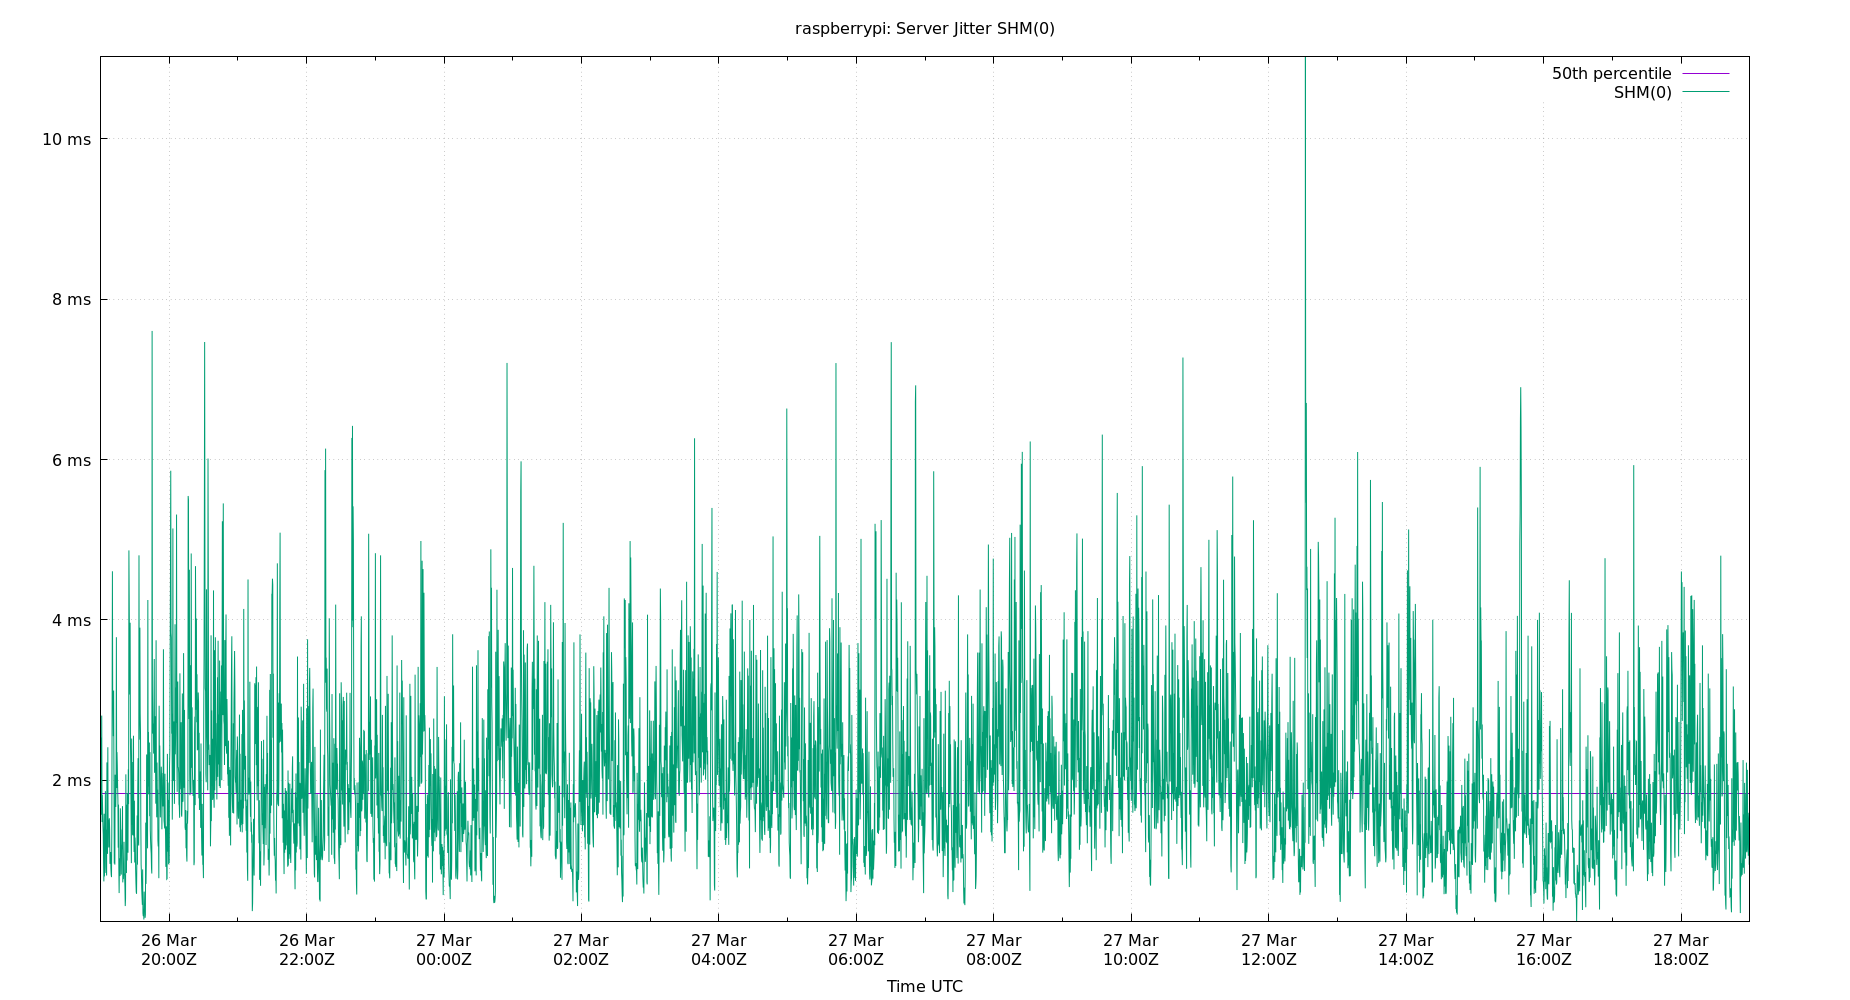 raspberrypi: Server Jitter SHM(0)
50th percentile
SHM(0)
10 ms
8 ms
6 ms
4 ms
2 ms
26 Mar 26 Mar 27 Mar 27 Mar 27 Mar 27 Mar 27 Mar 27 Mar 27 Mar 27 Mar 27 Mar 27 Mar
20:00Z 22:00Z 00:00Z 02:00Z 04:00Z 06:00Z 08:00Z 10:00Z 12:00Z 14:00Z 16:00Z 18:00Z
Time UTC